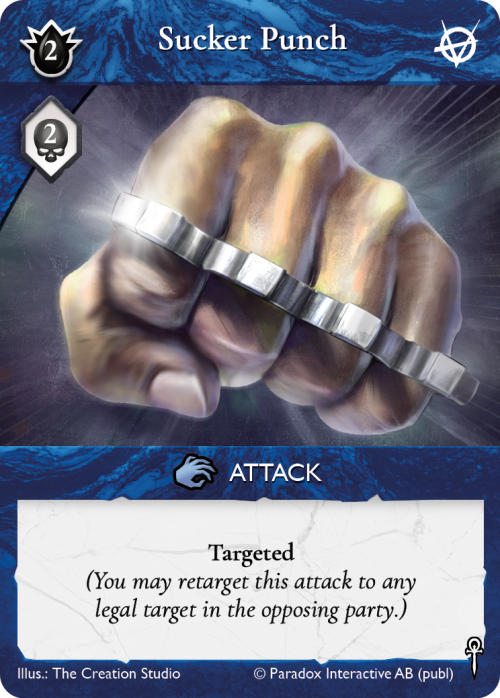 2
Sucker Punch
2
ATTACK
Targeted
(You may retarget this attack to any
legal target in the opposing party.)
Illus.: The Creation Studio
© Paradox Interactive AB (publ)